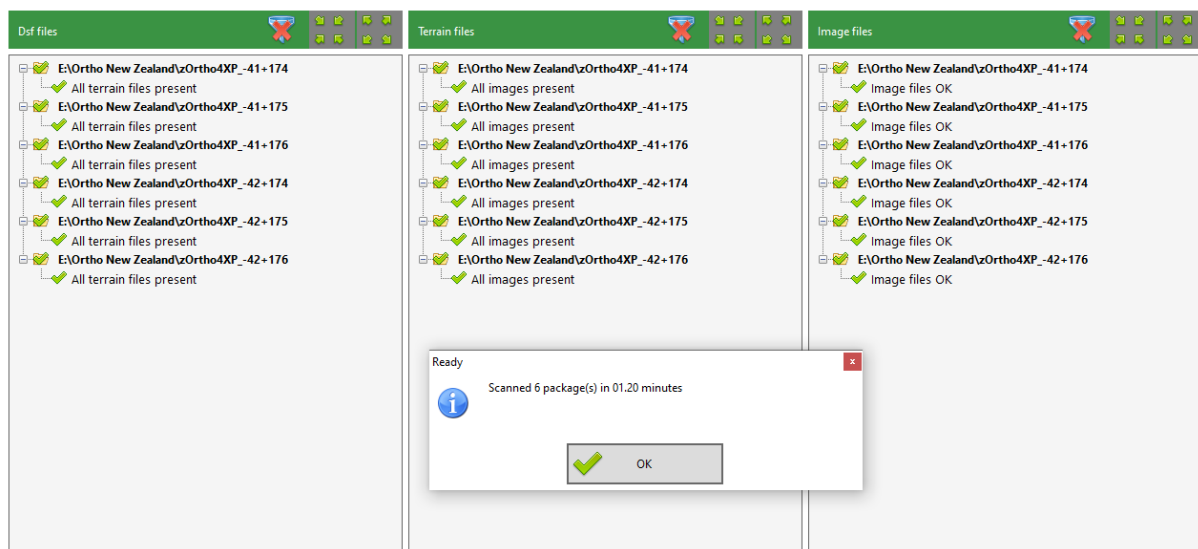 Dsf files
E:\Ortho New Zealand\zOrtho4XP_-41+174
All terrain files present
E:\Ortho New Zealand\zOrtho4XP_-41+175
All terrain files present
E:\Ortho New Zealand\zOrtho4XP_-41+176
All terrain files present
E:\Ortho New Zealand\zOrtho4XP_-42+174
All terrain files present
E:\Ortho New Zealand\zOrtho4XP_-42+175
All terrain files present
E:\Ortho New Zealand\zOrtho4XP_-42+176
All terrain files present
Terrain files
E:\Ortho New Zealand\zOrtho4XP_-41+174
All images present
E:\Ortho New Zealand\zOrtho4XP_-41+175
All images present
E:\Ortho New Zealand\zOrtho4XP_-41+176
All images present
E:\Ortho New Zealand\zOrtho4XP_-42+174
All images present
E:\Ortho New Zealand\zOrtho4XP_-42+175
All images present
E:\Ortho New Zealand\zOrtho4XP_-42+176
All images present
Image files
E:\Ortho New Zealand\zOrtho4XP_-41+174
Image files OK
E:\Ortho New Zealand\zOrtho4XP_-41+175
Image files OK
E:\Ortho New Zealand\zOrtho4XP_-41+176
Image files OK
E:\Ortho New Zealand\zOrtho4XP_-42+174
Image files OK
E:\Ortho New Zealand\zOrtho4XP_-42+175
Image files OK
E:\Ortho New Zealand\zOrtho4XP_-42+176
Image files OK
Ready
Scanned 6 package(s) in 01.20 minutes
OK